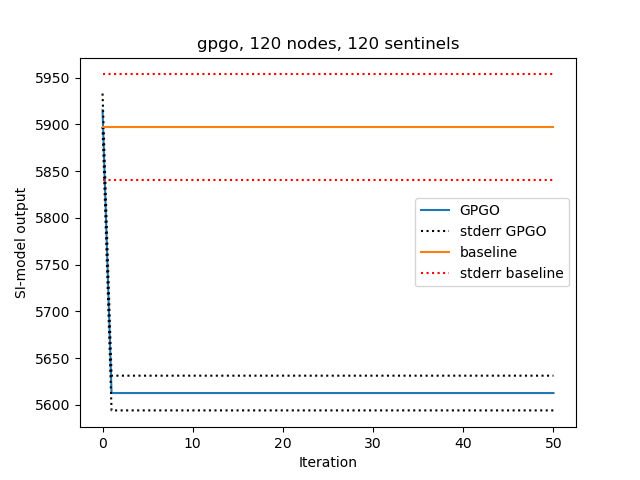 gpgo, 120 nodes, 120 sentinels
5950
5900
5850
5800
5750
5700
5650
5600
SI-model output
GPGO
stderr GPGO
baseline
stderr baseline
0 10 20 30 40 50
Iteration